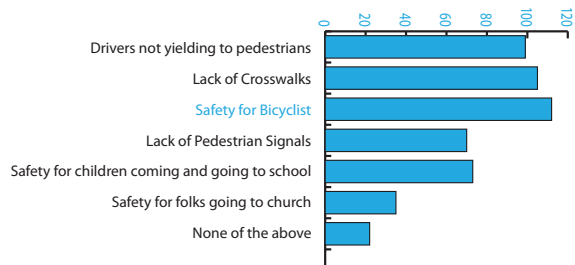 0 20 40 60 80 100 120
Drivers not yielding to pedestrians
Lack of Crosswalks
Safety for Bicyclist
Lack of Pedestrian Signals
Safety for children coming and going to school
Safety for folks going to church
None of the above